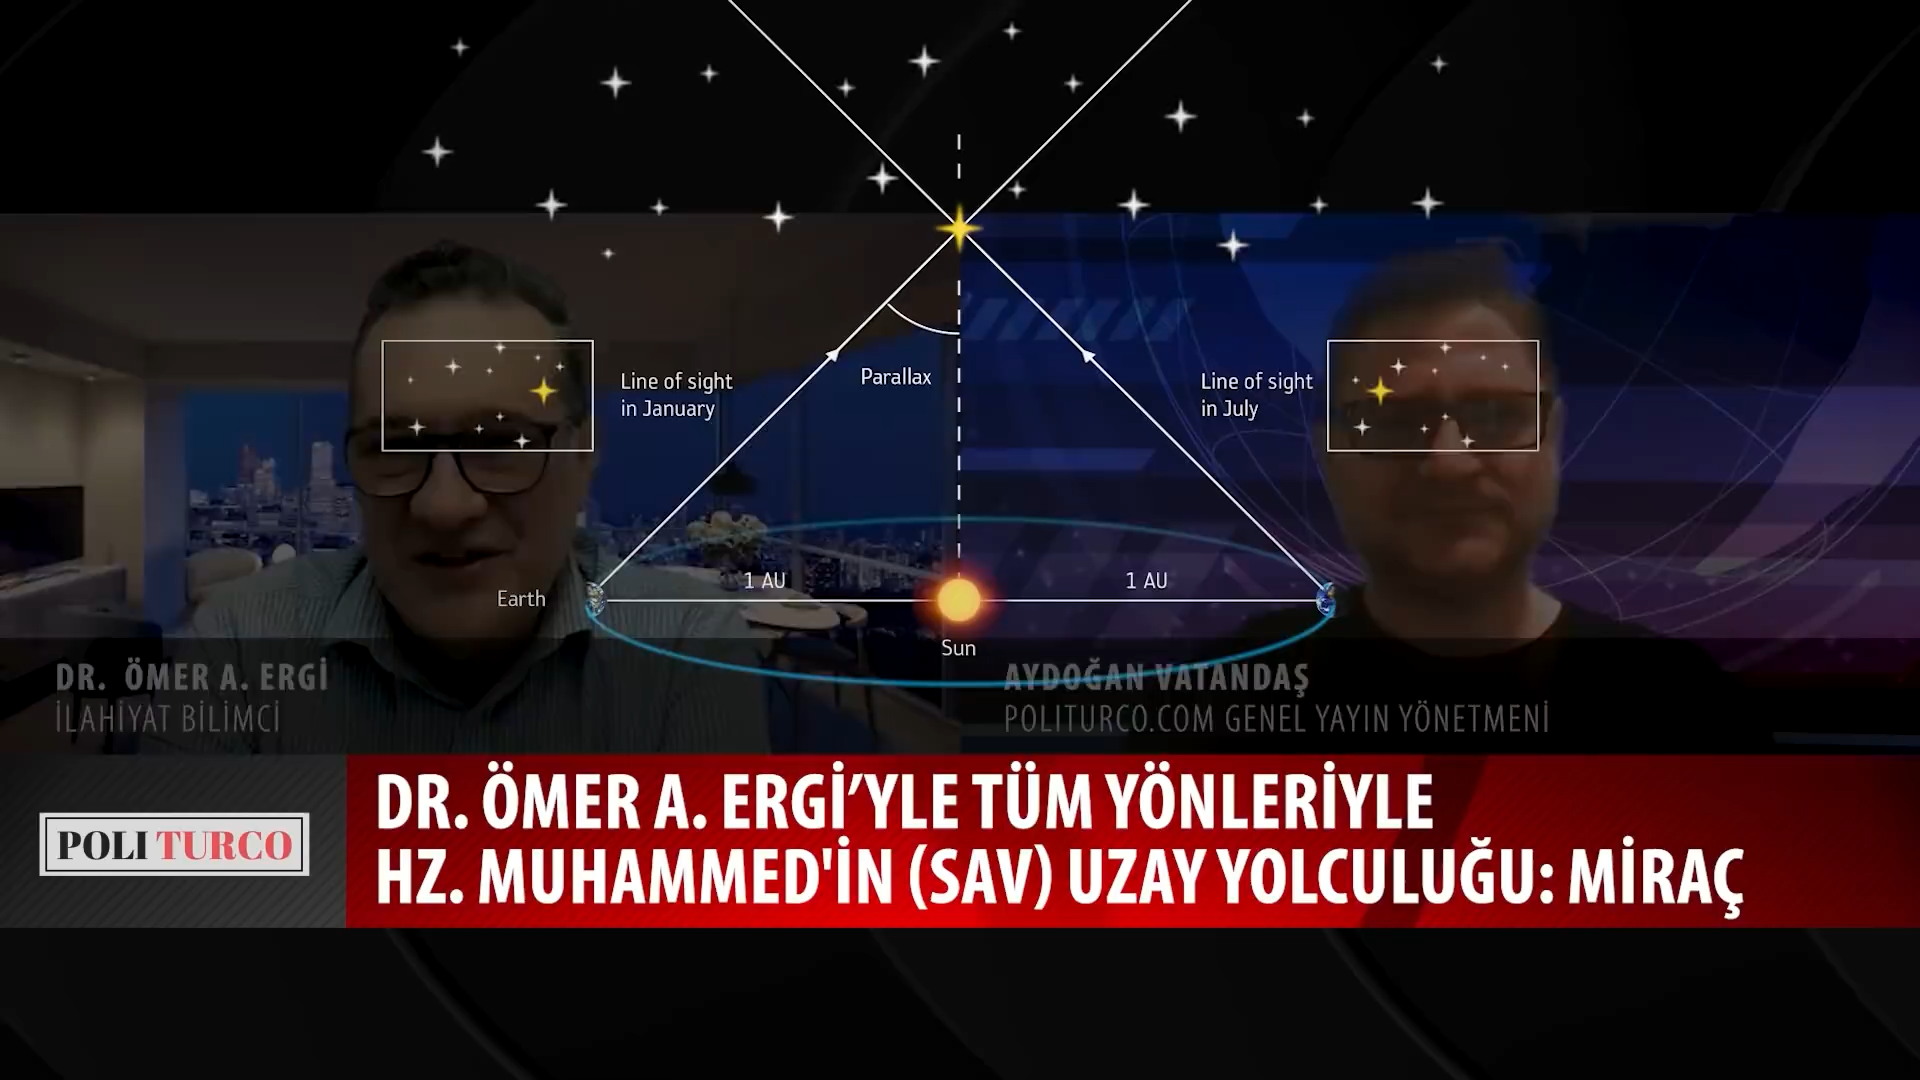 Line of sight
in January
Parallax
Line of sight
in July
1 AU
1 AU
Earth
Sun
DR. ÖMER A. ERGİ
İLAHİYAT BİLİMCİ
AYDOĞAN VATANDAŞ
POLITURCO.COM GENEL YAYIN YÖNETMENİ
POLITURCO
DR. ÖMER A. ERGİ'YLE TÜM YÖNLERİYLE
HZ. MUHAMMED'İN (SAV) UZAY YOLCULUĞU: MİRAÇ